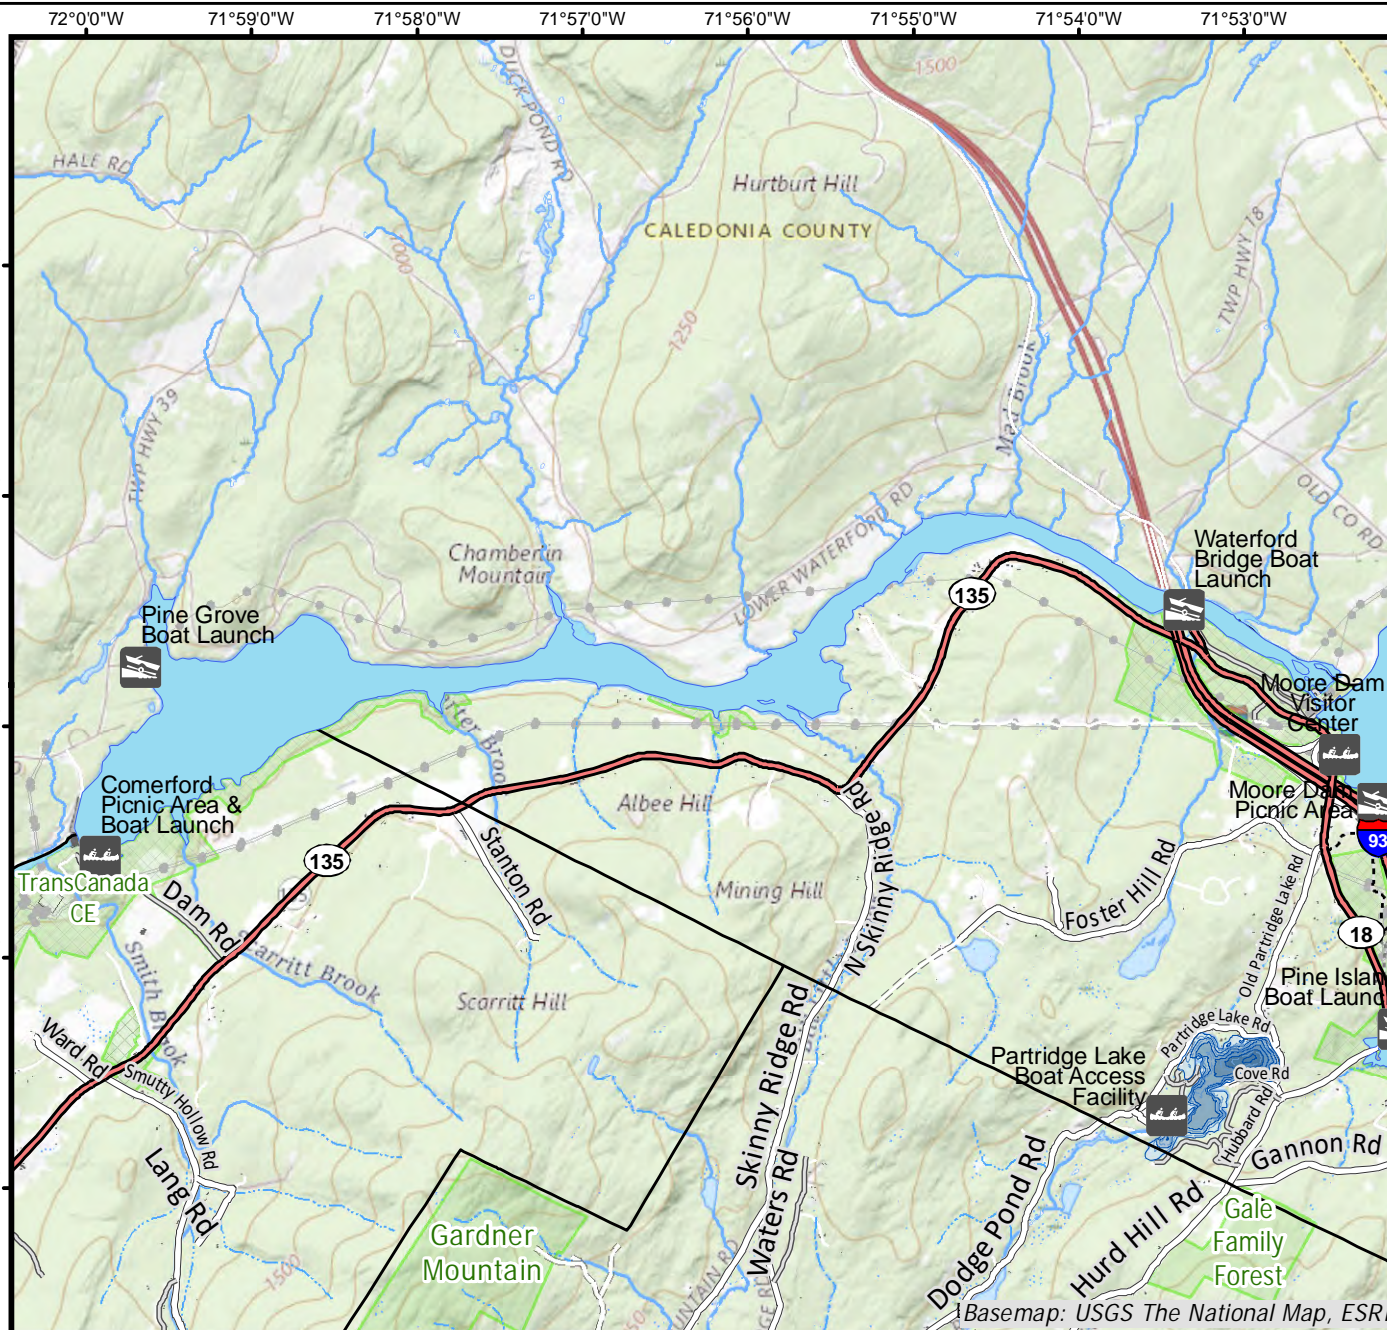 72°0'0"W
71°59'0"W
71°58'0"W
71°57'0"W
71°56'0"W
71°55'0"W
71°54'0"W
71°53'0"W
1500
DUCK POND RD
HALE RD
Hurtburt Hill
CALEDONIA COUNTY
TWP HWY 18
1000
1250
Mad Brook
TWP HWY 39
OLD CO RD
LOWER WATERFORD RD
Chamberlin
Mountain
Waterford
Bridge Boat
Launch
135
Pine Grove
Boat Launch
Moore Dam
Visitor
Center
Comerford
Picnic Area &
Boat Launch
Albee Hill
Moore Dam
Picnic Area
93
N Skinny Ridge Rd
135
Stanton Rd
TransCanada
CE
Dam Rd
Mining Hill
Foster Hill Rd
Old Partridge Lake Rd
18
Scarritt Brook
Smith Brook
Scarritt Hill
Pine Islan
Boat Launc
Partridge Lake Rd
Ward Rd
Smutty Hollow Rd
Skinny Ridge Rd
Partridge Lake
Boat Access
Facility
Cove Rd
Hubbard Rd
Gannon Rd
Lang Rd
Waters Rd
Dodge Pond Rd
Hurd Hill Rd
Gale
Family
Forest
Gardner
Mountain
1500
UNTAIN RD
GE RD
Basemap: USGS The National Map, ESR